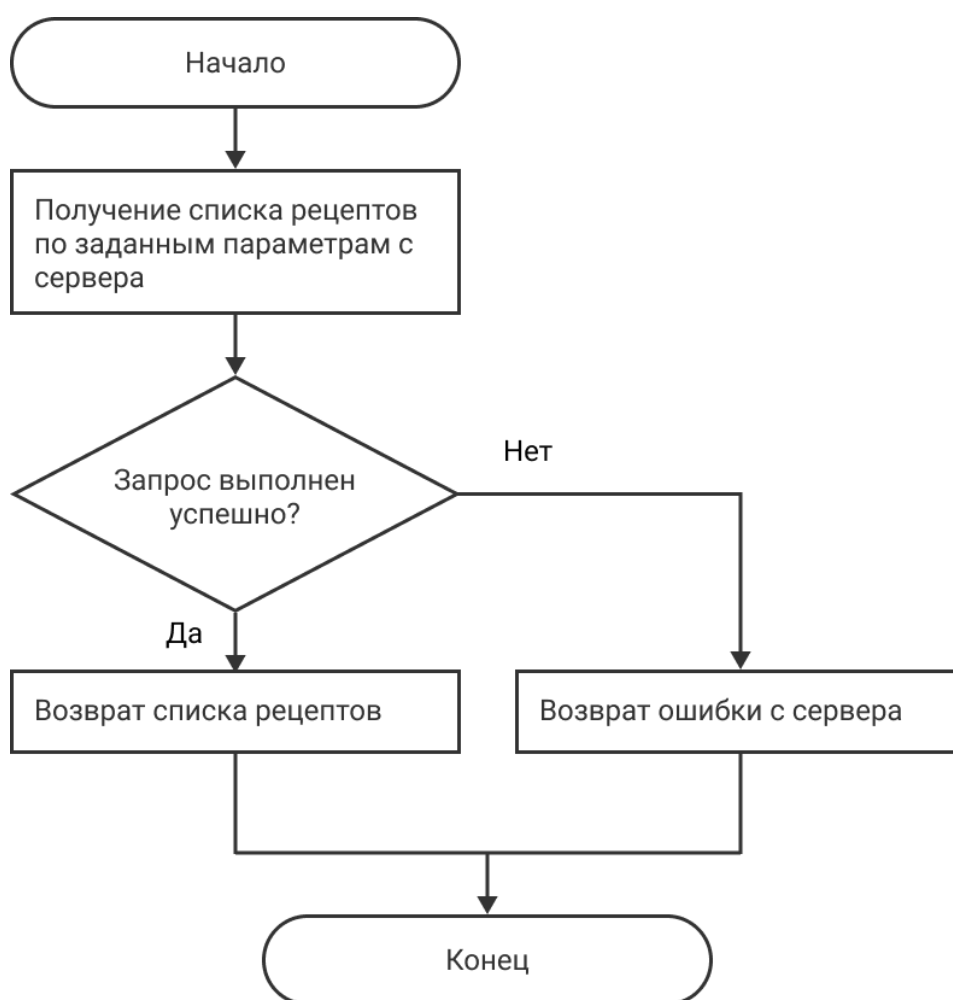 Начало
Получение списка рецептов
по заданным параметрам с
сервера
Запрос выполнен
успешно?
Нет
Да
Возврат списка рецептов
Возврат ошибки с сервера
Конец